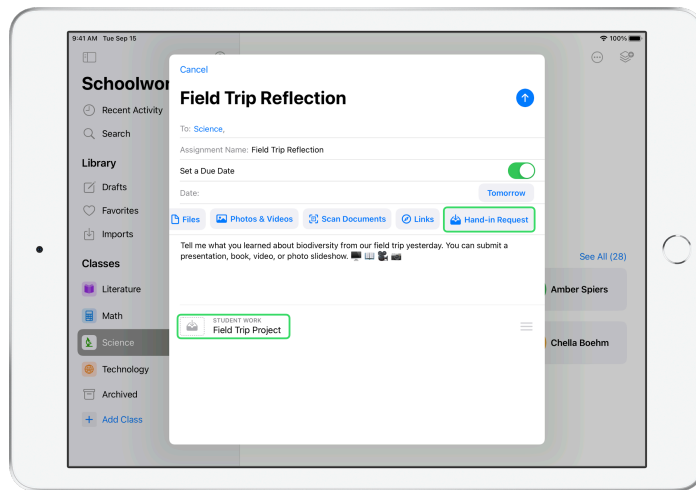 9:41 AM Tue Sep 15
100%
Cancel
Schoolwor
Field Trip Reflection
Recent Activity
Search
To: Science,
Assignment Name: Field Trip Reflection
Library
Set a Due Date
Drafts
Date:
Tomorrow
Favorites
Files
Photos & Videos
Scan Documents
Links
Hand-in Request
Imports
Tell me what you learned about biodiversity from our field trip yesterday. You can submit a
presentation, book, video, or photo slideshow. 🖥️ 📖 🎥 📷
Classes
See All (28)
Literature
Amber Spiers
Math
STUDENT WORK
Field Trip Project
Science
Chella Boehm
Technology
Archived
Add Class